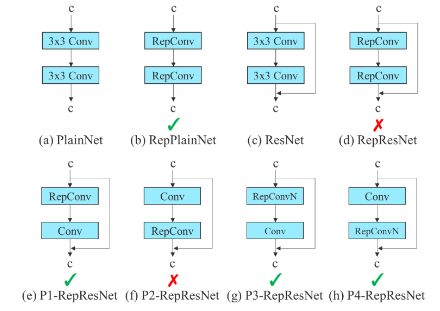 c c c c
3x3 Conv RepConv 3x3 Conv RepConv
3x3 Conv RepConv 3x3 Conv RepConv
c c c c
✓ ✗
(a) PlainNet (b) RepPlainNet (c) ResNet (d) RepResNet
c c c c
RepConv Conv RepConvN Conv
Conv RepConv Conv RepConvN
c c c c
✓ ✗ ✓ ✓
(e) P1-RepResNet (f) P2-RepResNet (g) P3-RepResNet (h) P4-RepResNet